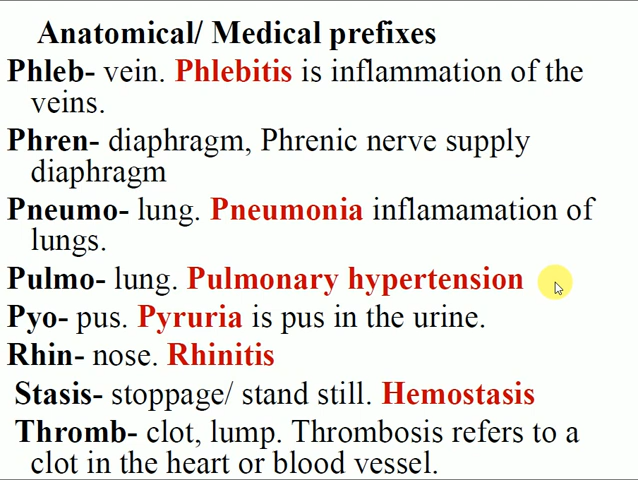 Anatomical/ Medical prefixes
Phleb- vein. Phlebitis is inflammation of the
veins.
Phren- diaphragm, Phrenic nerve supply
diaphragm
Pneumo- lung. Pneumonia inflamamation of
lungs.
Pulmo- lung. Pulmonary hypertension
Pyo- pus. Pyruria is pus in the urine.
Rhin- nose. Rhinitis
Stasis- stoppage/ stand still. Hemostasis
Thromb- clot, lump. Thrombosis refers to a
clot in the heart or blood vessel.